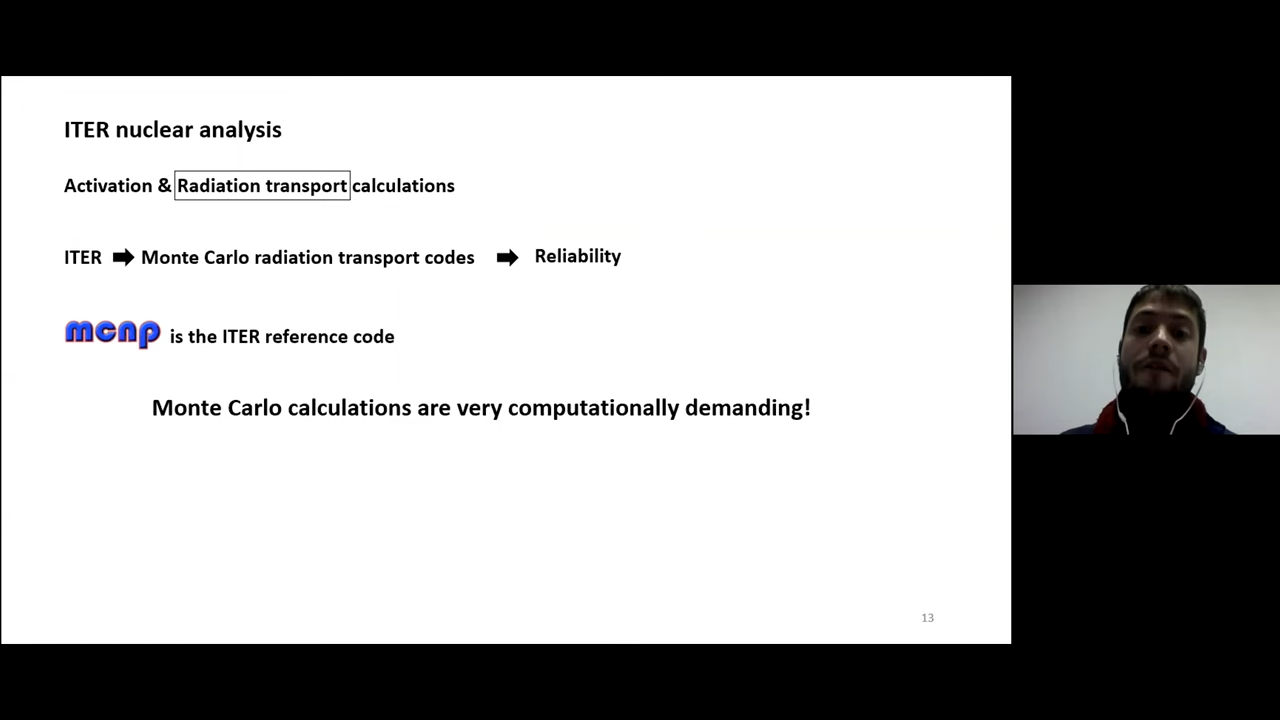 ITER nuclear analysis
Activation & Radiation transport calculations
ITER ➡ Monte Carlo radiation transport codes ➡ Reliability
mcnp is the ITER reference code
Monte Carlo calculations are very computationally demanding!
13